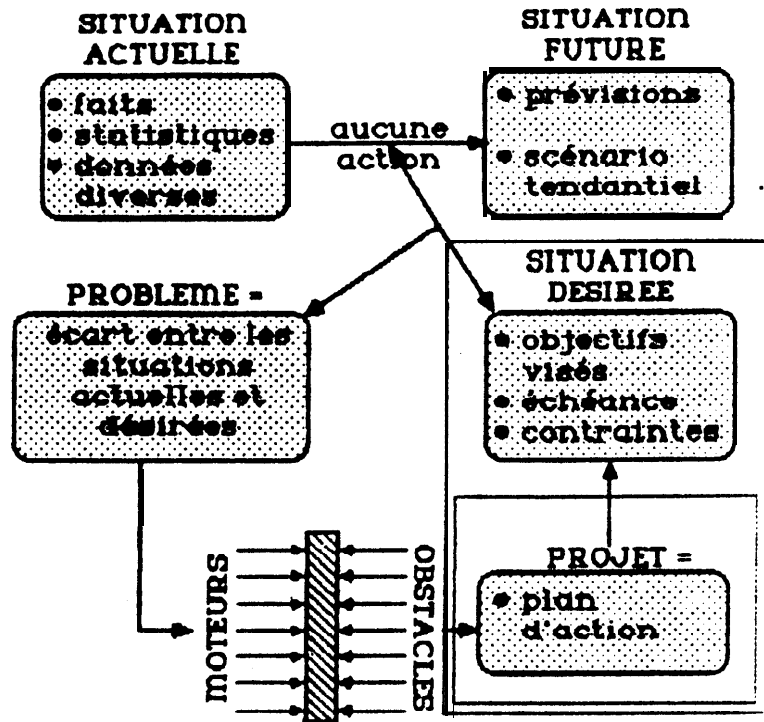 SITUATION
ACTUELLE
• faits
• statistiques
• données
diverses
aucune
action
SITUATION
FUTURE
• prévisions
• scénario
tendantiel
PROBLEME =
écart entre les
situations
actuelles et
désirées
SITUATION
DESIREE
• objectifs
visés
• échéance
• contraintes
MOTEURS
OBSTACLES
PROJET =
• plan
d'action